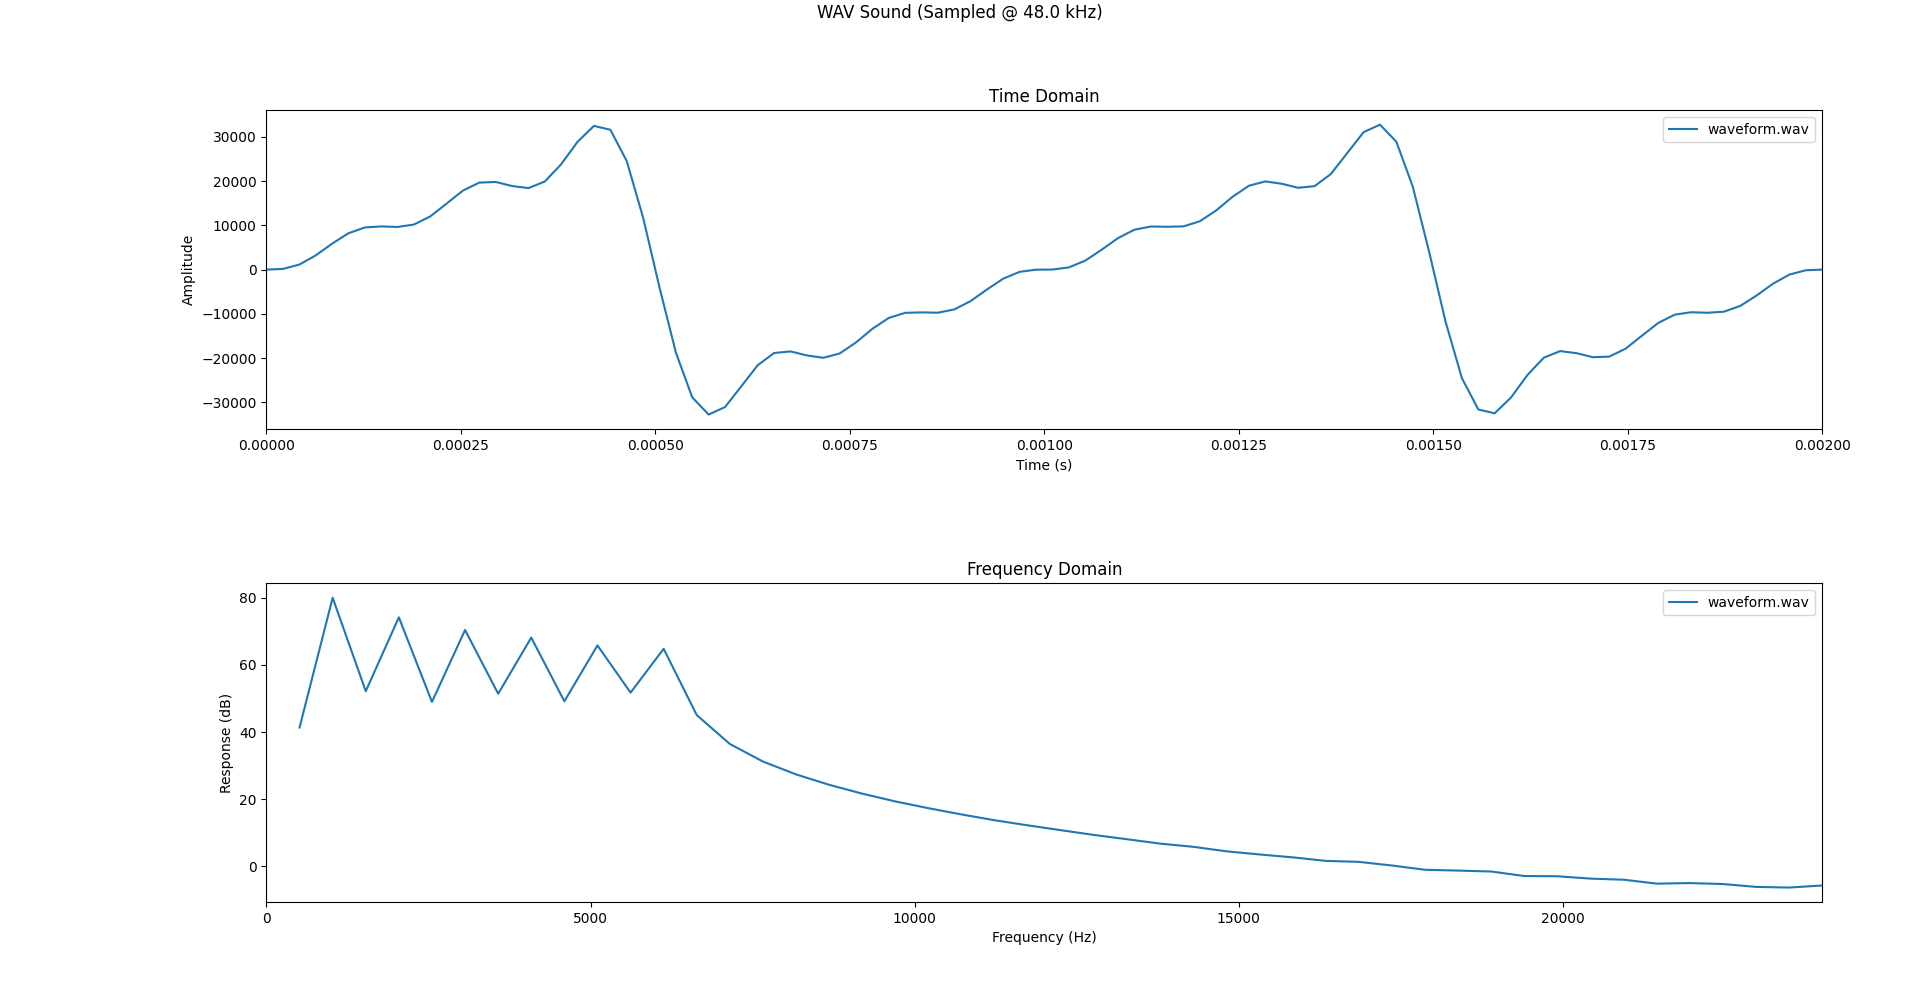 WAV Sound (Sampled @ 48.0 kHz)
Time Domain
Amplitude
30000
20000
10000
0
−10000
−20000
−30000
waveform.wav
0.00000 0.00025 0.00050 0.00075 0.00100 0.00125 0.00150 0.00175 0.00200
Time (s)
Frequency Domain
Response (dB)
80
60
40
20
0
waveform.wav
0 5000 10000 15000 20000
Frequency (Hz)